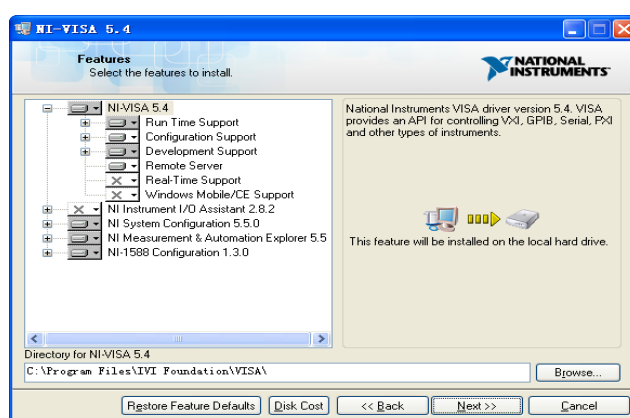 NI-VISA 5.4
Features
Select the features to install.
NATIONAL
INSTRUMENTS
NI-VISA 5.4
Run Time Support
Configuration Support
Development Support
Remote Server
Real-Time Support
Windows Mobile/CE Support
NI Instrument I/O Assistant 2.8.2
NI System Configuration 5.5.0
NI Measurement & Automation Explorer 5.5
NI-1588 Configuration 1.3.0
National Instruments VISA driver version 5.4. VISA
provides an API for controlling VXI, GPIB, Serial, PXI
and other types of instruments.
This feature will be installed on the local hard drive.
Directory for NI-VISA 5.4
C:\Program Files\IVI Foundation\VISA\
Browse...
Restore Feature Defaults
Disk Cost
<< Back
Next >>
Cancel